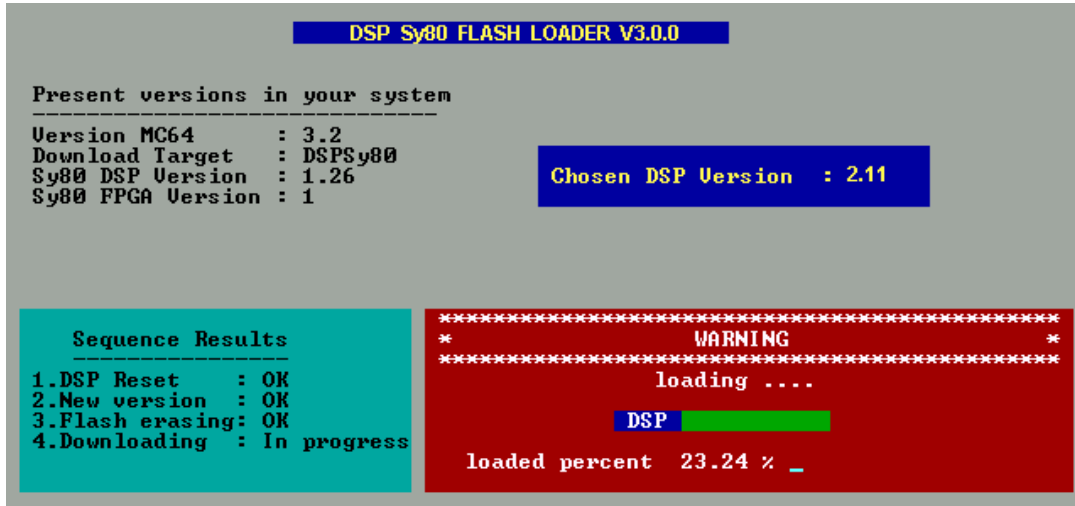 DSP Sy80 FLASH LOADER V3.0.0
Present versions in your system
-------------------------------
Version MC64 : 3.2
Download Target : DSPSy80
Sy80 DSP Version : 1.26
Sy80 FPGA Version : 1
Chosen DSP Version : 2.11
Sequence Results
----------------
1.DSP Reset : OK
2.New version : OK
3.Flash erasing: OK
4.Downloading : In progress
**********************************************
* WARNING *
**********************************************
loading ....
DSP
loaded percent 23.24 % _